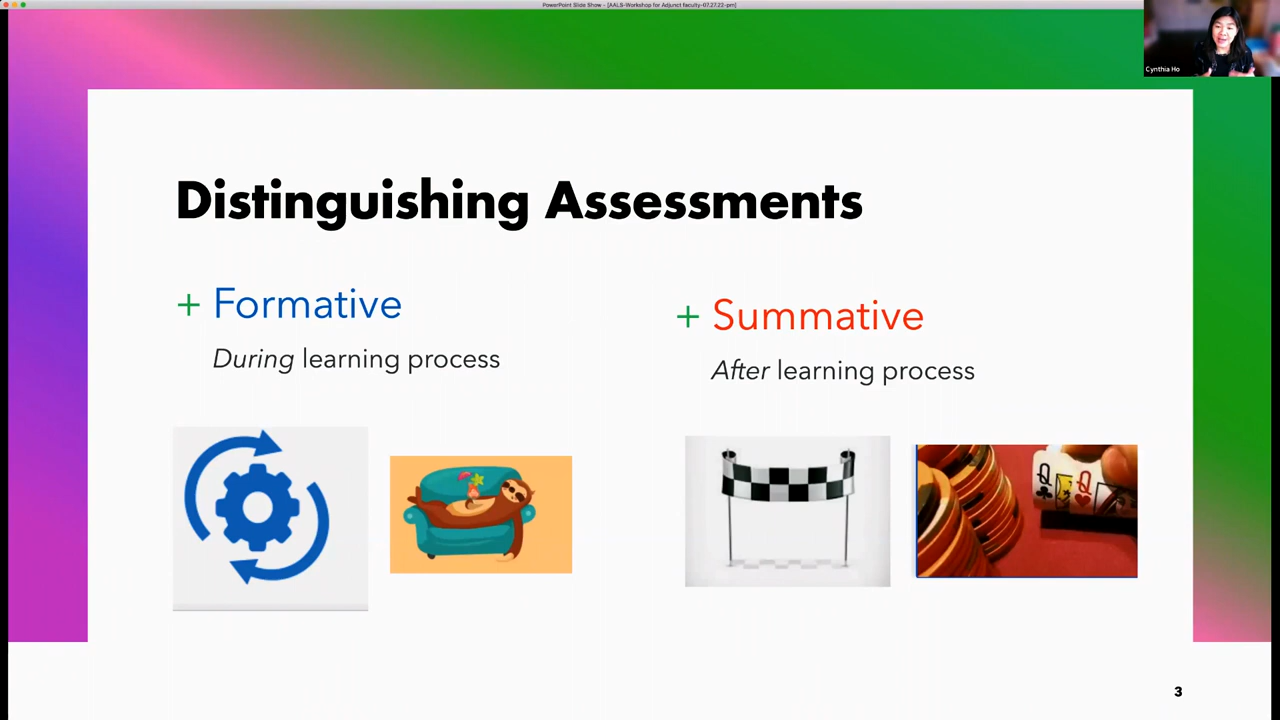 PowerPoint Slide Show - [AALS-Workshop for Adjunct faculty-07.27.22-pm]
Cynthia Ho
Distinguishing Assessments
+ Formative
During learning process
+ Summative
After learning process
Q Q
3